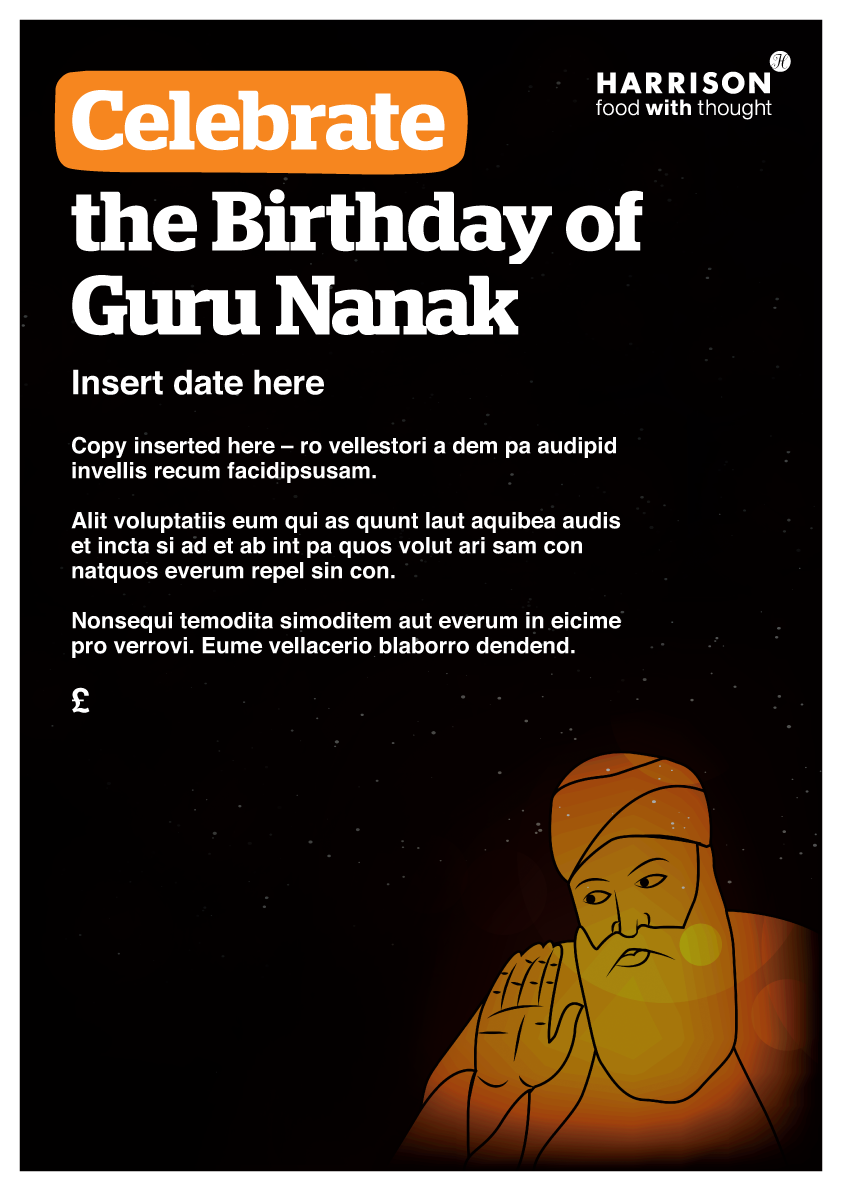 Celebrate
the Birthday of
Guru Nanak
H
HARRISON
food with thought
Insert date here
Copy inserted here – ro vellestori a dem pa audipid
invellis recum facidipsusam.
Alit voluptatiis eum qui as quunt laut aquibea audis
et incta si ad et ab int pa quos volut ari sam con
natquos everum repel sin con.
Nonsequi temodita simoditem aut everum in eicime
pro verrovi. Eume vellacerio blaborro dendend.
£